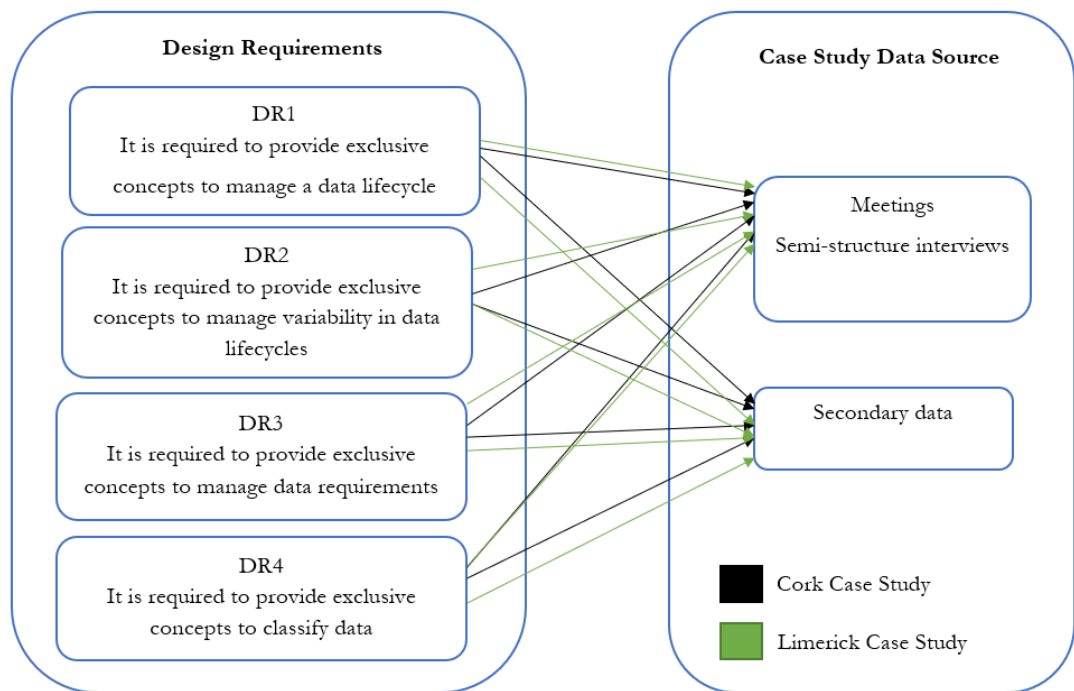 Design Requirements
DR1
It is required to provide exclusive
concepts to manage a data lifecycle
DR2
It is required to provide exclusive
concepts to manage variability in data
lifecycles
DR3
It is required to provide exclusive
concepts to manage data requirements
DR4
It is required to provide exclusive
concepts to classify data
Case Study Data Source
Meetings
Semi-structure interviews
Secondary data
Cork Case Study
Limerick Case Study